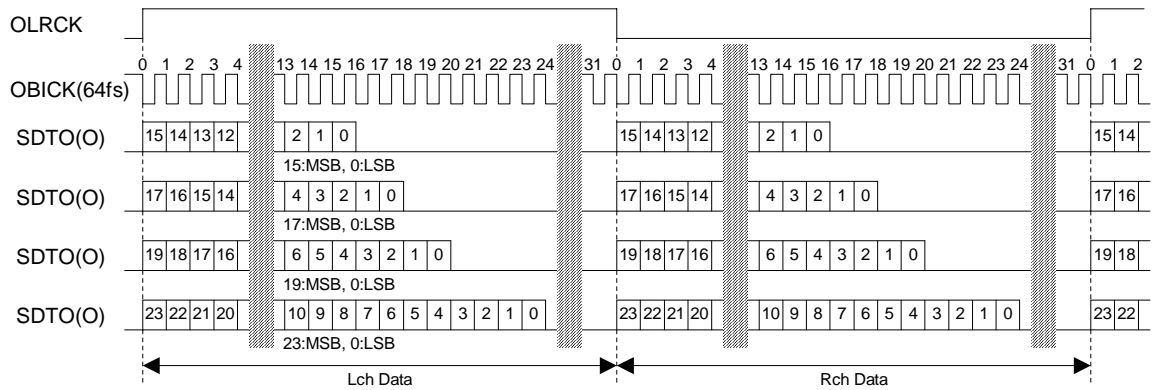 OLRCK
0 1 2 3 4 13 14 15 16 17 18 19 20 21 22 23 24 31 0 1 2 3 4 13 14 15 16 17 18 19 20 21 22 23 24 31 0 1 2
OBICK(64fs)
SDTO(O) 15 14 13 12 2 1 0 15 14 13 12 2 1 0 15 14
15:MSB, 0:LSB
SDTO(O) 17 16 15 14 4 3 2 1 0 17 16 15 14 4 3 2 1 0 17 16
17:MSB, 0:LSB
SDTO(O) 19 18 17 16 6 5 4 3 2 1 0 19 18 17 16 6 5 4 3 2 1 0 19 18
19:MSB, 0:LSB
SDTO(O) 23 22 21 20 10 9 8 7 6 5 4 3 2 1 0 23 22 21 20 10 9 8 7 6 5 4 3 2 1 0 23 22
23:MSB, 0:LSB
Lch Data Rch Data